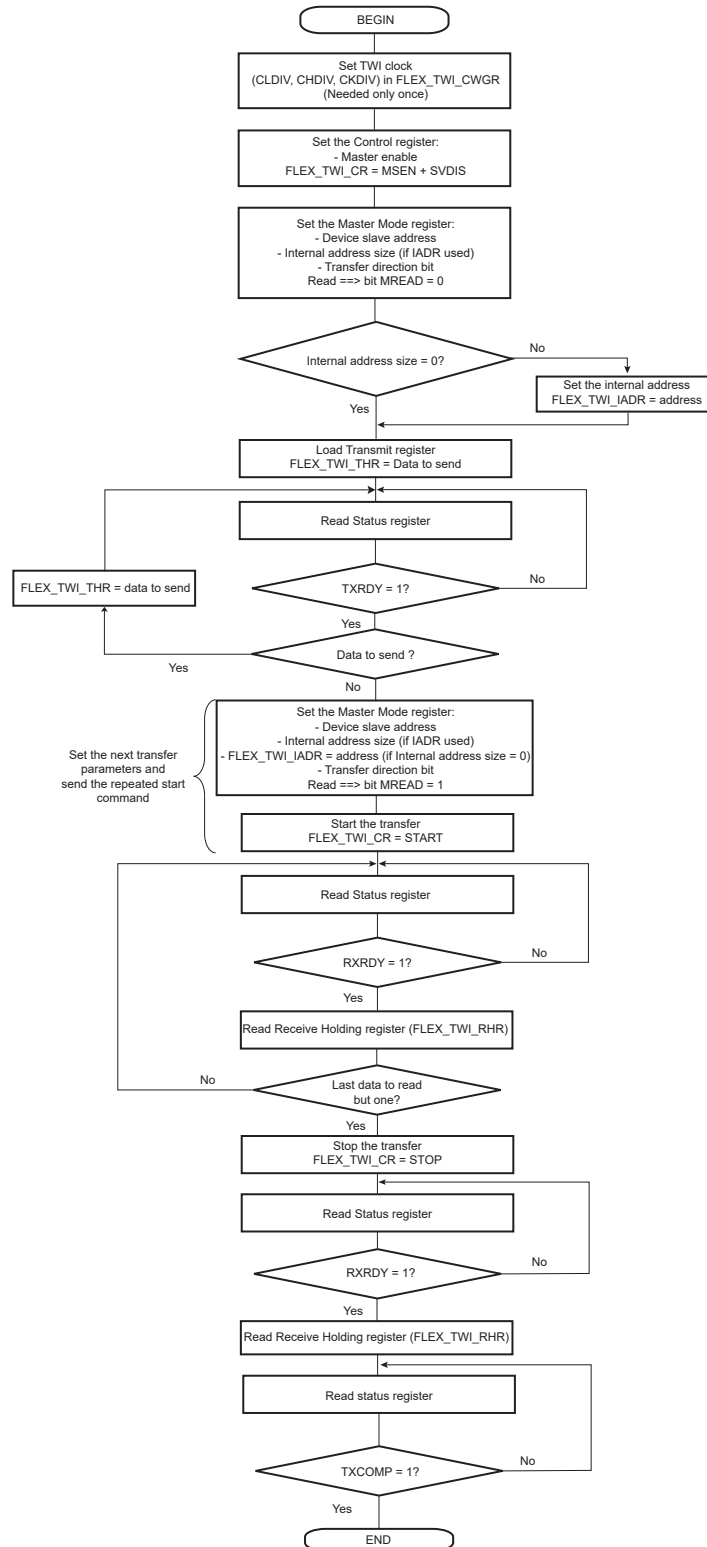 BEGIN
Set TWI clock
(CLDIV, CHDIV, CKDIV) in FLEX_TWI_CWGR
(Needed only once)
Set the Control register:
- Master enable
FLEX_TWI_CR = MSEN + SVDIS
Set the Master Mode register:
- Device slave address
- Internal address size (if IADR used)
- Transfer direction bit
Read ==> bit MREAD = 0
Internal address size = 0?
No
Set the internal address
FLEX_TWI_IADR = address
Yes
Load Transmit register
FLEX_TWI_THR = Data to send
Read Status register
TXRDY = 1?
No
FLEX_TWI_THR = data to send
Yes
Data to send ?
Yes
No
Set the Master Mode register:
- Device slave address
- Internal address size (if IADR used)
- FLEX_TWI_IADR = address (if Internal address size = 0)
- Transfer direction bit
Read ==> bit MREAD = 1
Set the next transfer
parameters and
send the repeated start
command
Start the transfer
FLEX_TWI_CR = START
Read Status register
RXRDY = 1?
No
Yes
Read Receive Holding register (FLEX_TWI_RHR)
No
Last data to read
but one?
Yes
Stop the transfer
FLEX_TWI_CR = STOP
Read Status register
RXRDY = 1?
No
Yes
Read Receive Holding register (FLEX_TWI_RHR)
Read status register
TXCOMP = 1?
No
Yes
END